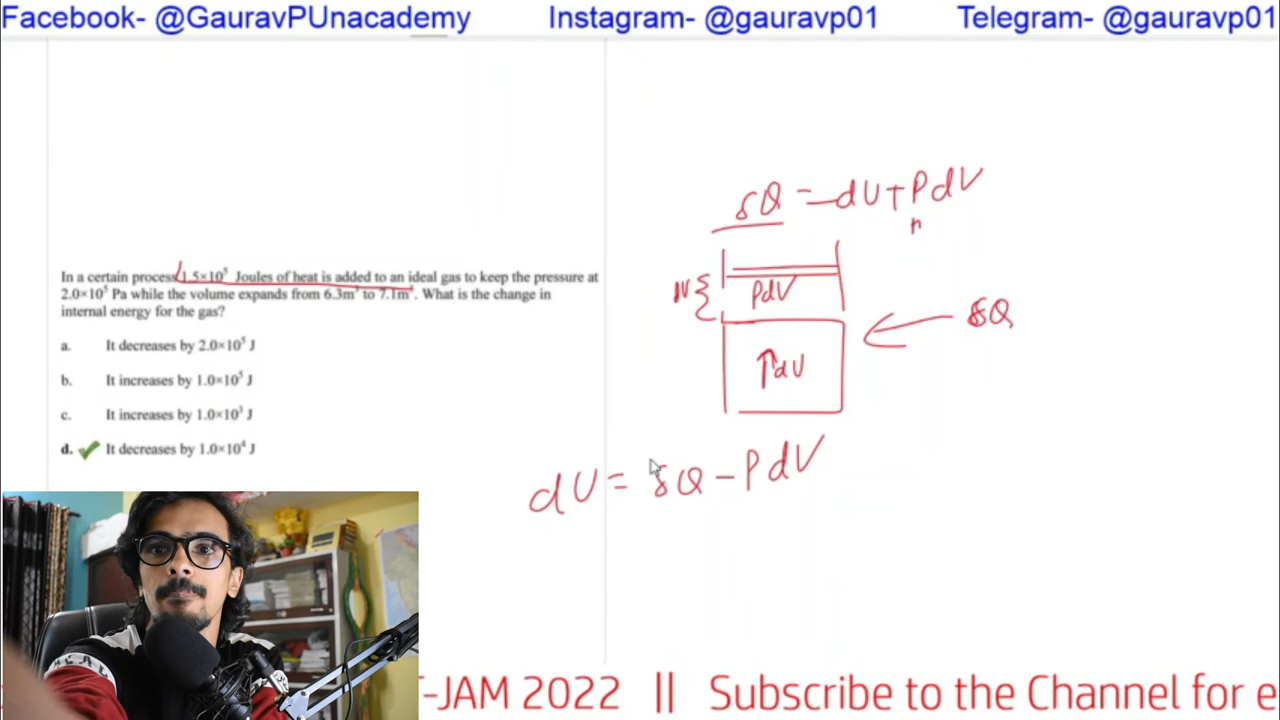 Facebook- @GauravPUnacademy Instagram- @gauravp01 Telegram- @gauravp01
In a certain process 1.5×10⁵ Joules of heat is added to an ideal gas to keep the pressure at
2.0×10⁵ Pa while the volume expands from 6.3m³ to 7.1m³. What is the change in
internal energy for the gas?
a. It decreases by 2.0×10⁵ J
b. It increases by 1.0×10⁵ J
c. It increases by 1.0×10³ J
d. It decreases by 1.0×10⁴ J
δQ = dU + PdV
PdV
δQ
↑dU
dU = δQ - PdV
T-JAM 2022 || Subscribe to the Channel for e